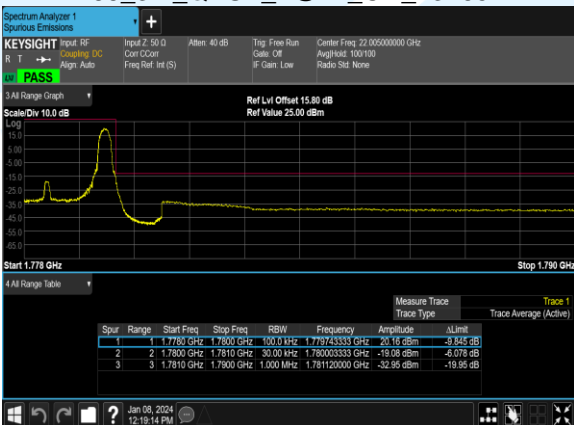 Spectrum Analyzer 1
Spurious Emissions
+
KEYSIGHT Input: RF Input Z: 50 Ω Atten: 40 dB Trig: Free Run Center Freq: 22.005000000 GHz
R T Coupling: DC Corr CCorr Gate: Off Avg|Hold: 100/100
Align: Auto Freq Ref: Int (S) IF Gain: Low Radio Std: None
PASS
3 All Range Graph
Ref Lvl Offset 15.80 dB
Scale/Div 10.0 dB Ref Value 25.00 dBm
Log
15.0
5.00
-5.00
-15.0
-25.0
-35.0
-45.0
-55.0
-65.0
Start 1.778 GHz Stop 1.790 GHz
4 All Range Table
Measure Trace Trace 1
Trace Type Trace Average (Active)
Spur Range Start Freq Stop Freq RBW Frequency Amplitude ΔLimit
1 1 1.7780 GHz 1.7800 GHz 100.0 kHz 1.779743333 GHz 20.16 dBm -9.845 dB
2 2 1.7800 GHz 1.7810 GHz 30.00 kHz 1.780003333 GHz -19.08 dBm -6.078 dB
3 3 1.7810 GHz 1.7900 GHz 1.000 MHz 1.781120000 GHz -32.95 dBm -19.95 dB
? Jan 08, 2024
12:19:14 PM